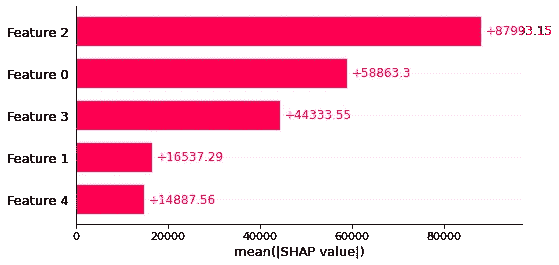 Feature 2
+87993.15
Feature 0
+58863.3
Feature 3
+44333.55
Feature 1
+16537.29
Feature 4
+14887.56
0 20000 40000 60000 80000
mean(|SHAP value|)